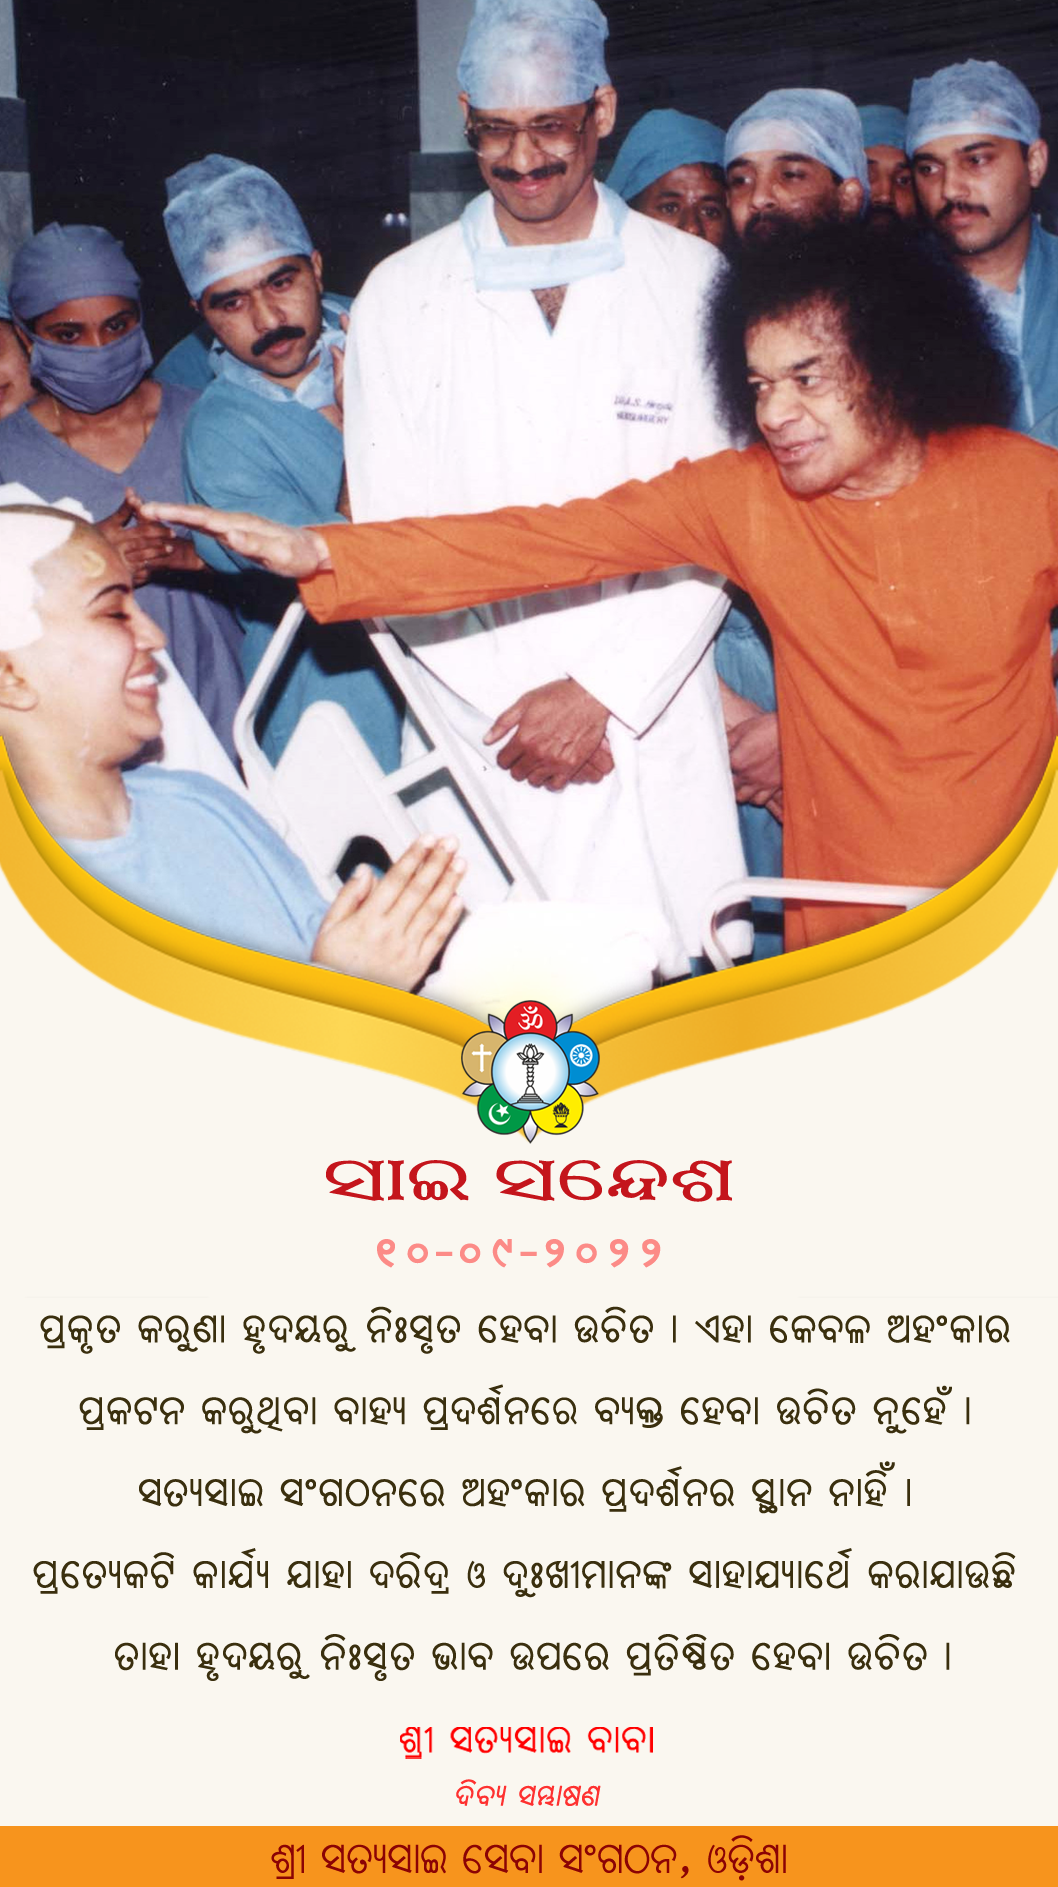 ॐ
ସାଇ ସନ୍ଦେଶ
୧୦-୦୯-୨୦୨୨
ପ୍ରକୃତ କରୁଣା ହୃଦୟରୁ ନିଃସୃତ ହେବା ଉଚିତ । ଏହା କେବଳ ଅହଂକାର
ପ୍ରକଟନ କରୁଥିବା ବାହ୍ୟ ପ୍ରଦର୍ଶନରେ ବ୍ୟକ୍ତ ହେବା ଉଚିତ ନୁହେଁ ।
ସତ୍ୟସାଇ ସଂଗଠନରେ ଅହଂକାର ପ୍ରଦର୍ଶନର ସ୍ଥାନ ନାହିଁ ।
ପ୍ରତ୍ୟେକଟି କାର୍ଯ୍ୟ ଯାହା ଦରିଦ୍ର ଓ ଦୁଃଖୀମାନଙ୍କ ସାହାଯ୍ୟାର୍ଥେ କରାଯାଉଛି
ତାହା ହୃଦୟରୁ ନିଃସୃତ ଭାବ ଉପରେ ପ୍ରତିଷ୍ଠିତ ହେବା ଉଚିତ ।
ଶ୍ରୀ ସତ୍ୟସାଇ ବାବା
ଦିବ୍ୟ ସମ୍ଭାଷଣ
ଶ୍ରୀ ସତ୍ୟସାଇ ସେବା ସଂଗଠନ, ଓଡ଼ିଶା